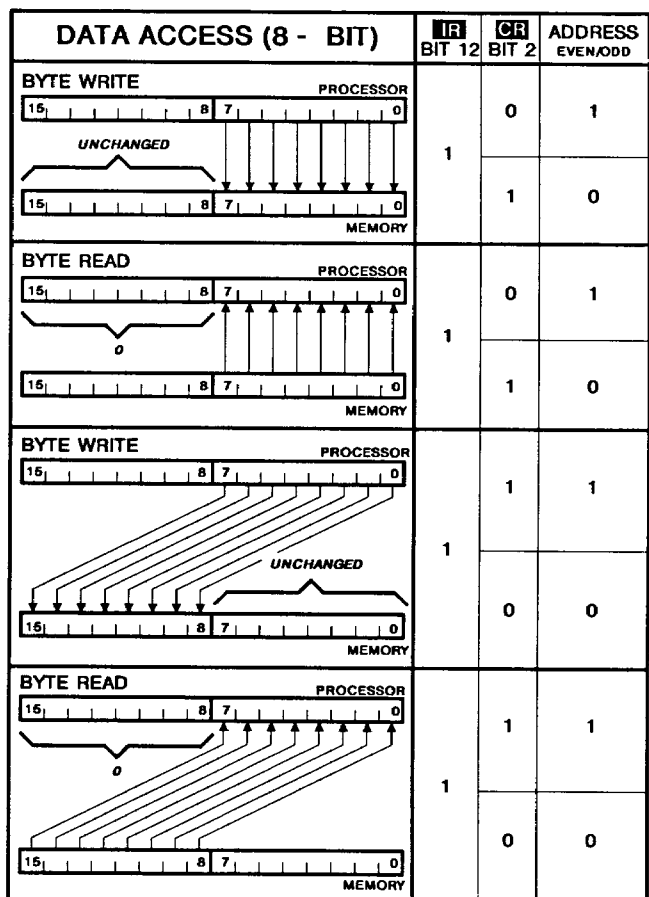 DATA ACCESS (8 - BIT)
IR
BIT 12
CR
BIT 2
ADDRESS
EVEN/ODD
BYTE WRITE
PROCESSOR
15 8 7 0
UNCHANGED
15 8 7 0
MEMORY
1
0 1
1 0
BYTE READ
PROCESSOR
15 8 7 0
0
15 8 7 0
MEMORY
1
0 1
1 0
BYTE WRITE
PROCESSOR
15 8 7 0
UNCHANGED
15 8 7 0
MEMORY
1
1 1
0 0
BYTE READ
PROCESSOR
15 8 7 0
0
15 8 7 0
MEMORY
1
1 1
0 0